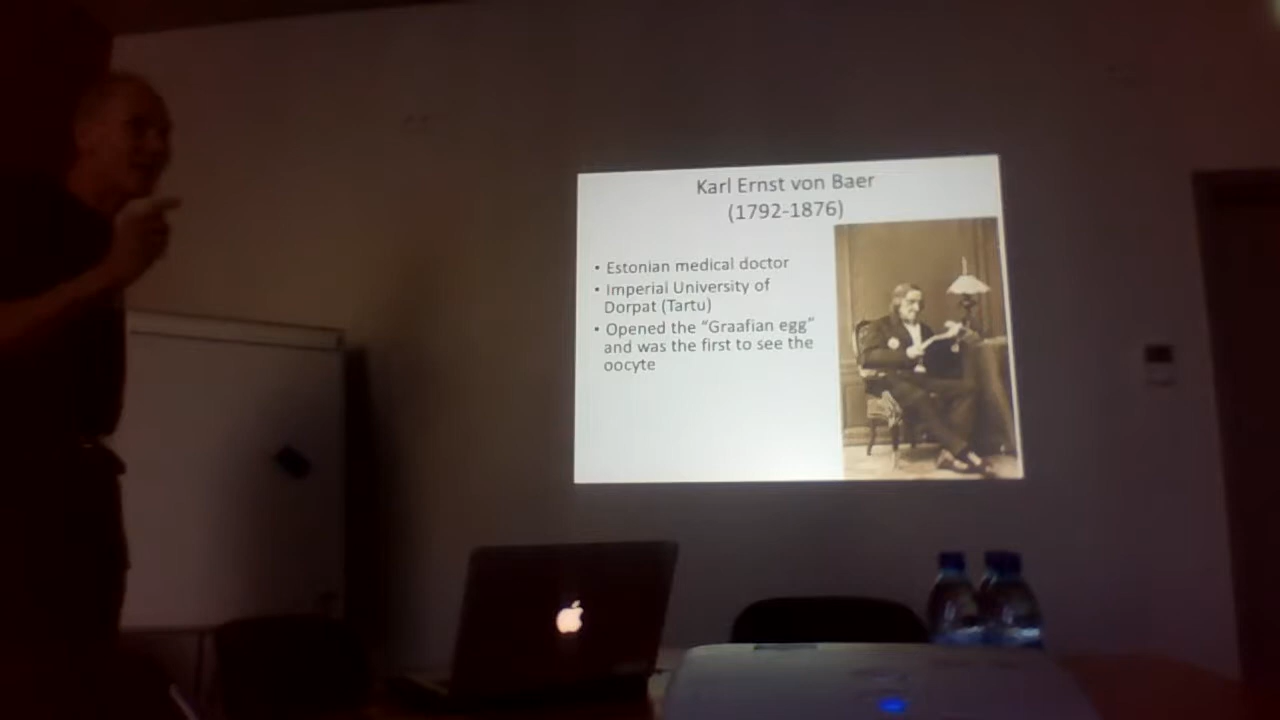 Karl Ernst von Baer
(1792-1876)
• Estonian medical doctor
• Imperial University of
Dorpat (Tartu)
• Opened the “Graafian egg”
and was the first to see the
oocyte